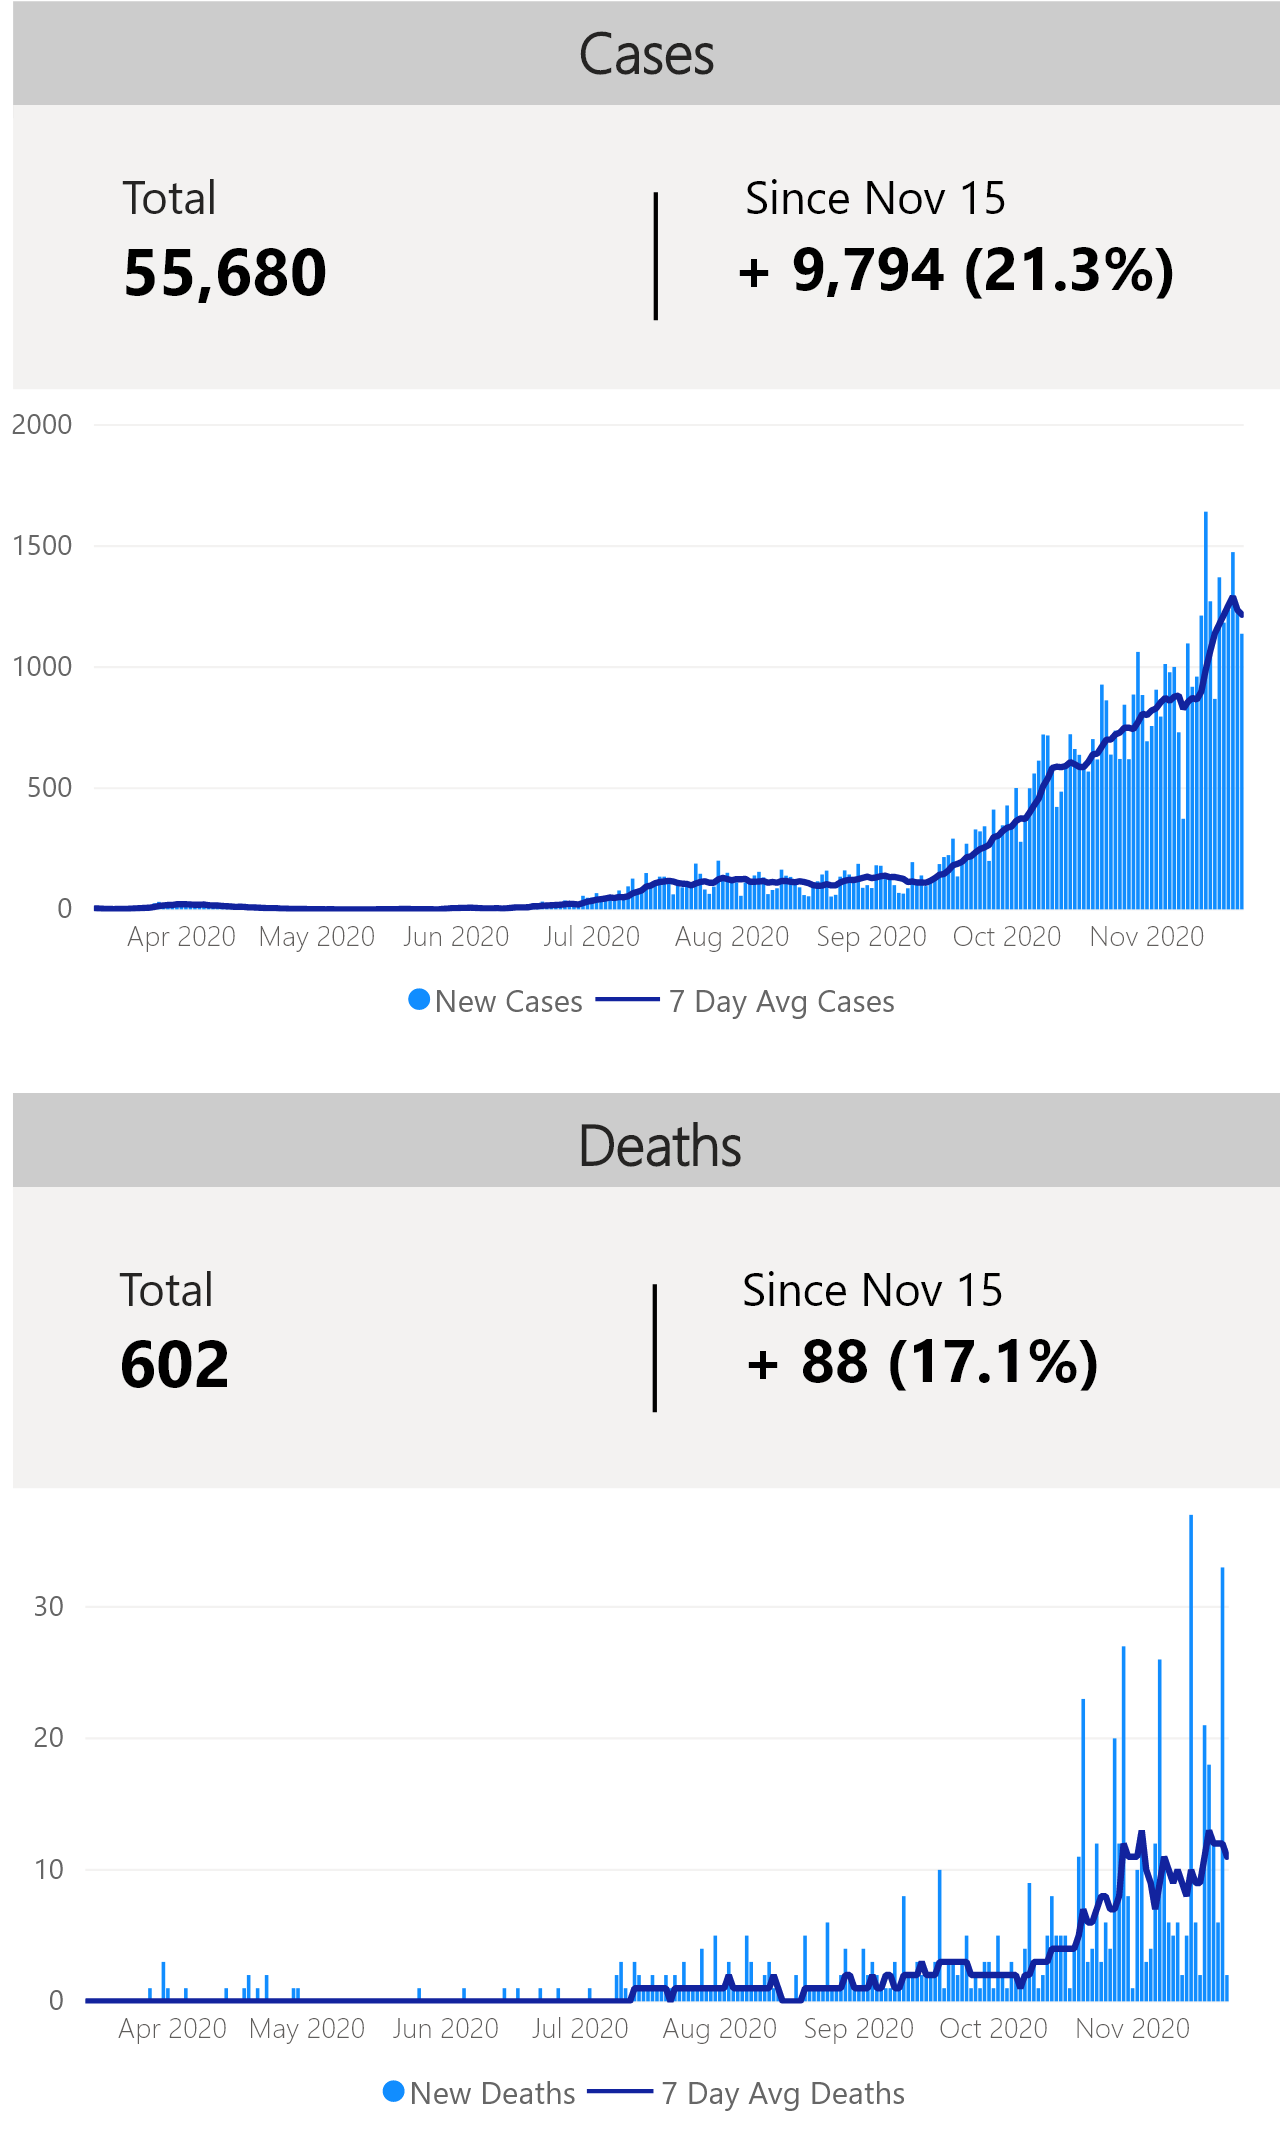 Cases
Total
Since Nov 15
55,680
+ 9,794 (21.3%)
2000
1500
1000
500
0
Apr 2020 May 2020 Jun 2020 Jul 2020 Aug 2020 Sep 2020 Oct 2020 Nov 2020
New Cases 7 Day Avg Cases
Deaths
Total
Since Nov 15
602
+ 88 (17.1%)
30
20
10
0
Apr 2020 May 2020 Jun 2020 Jul 2020 Aug 2020 Sep 2020 Oct 2020 Nov 2020
New Deaths 7 Day Avg Deaths